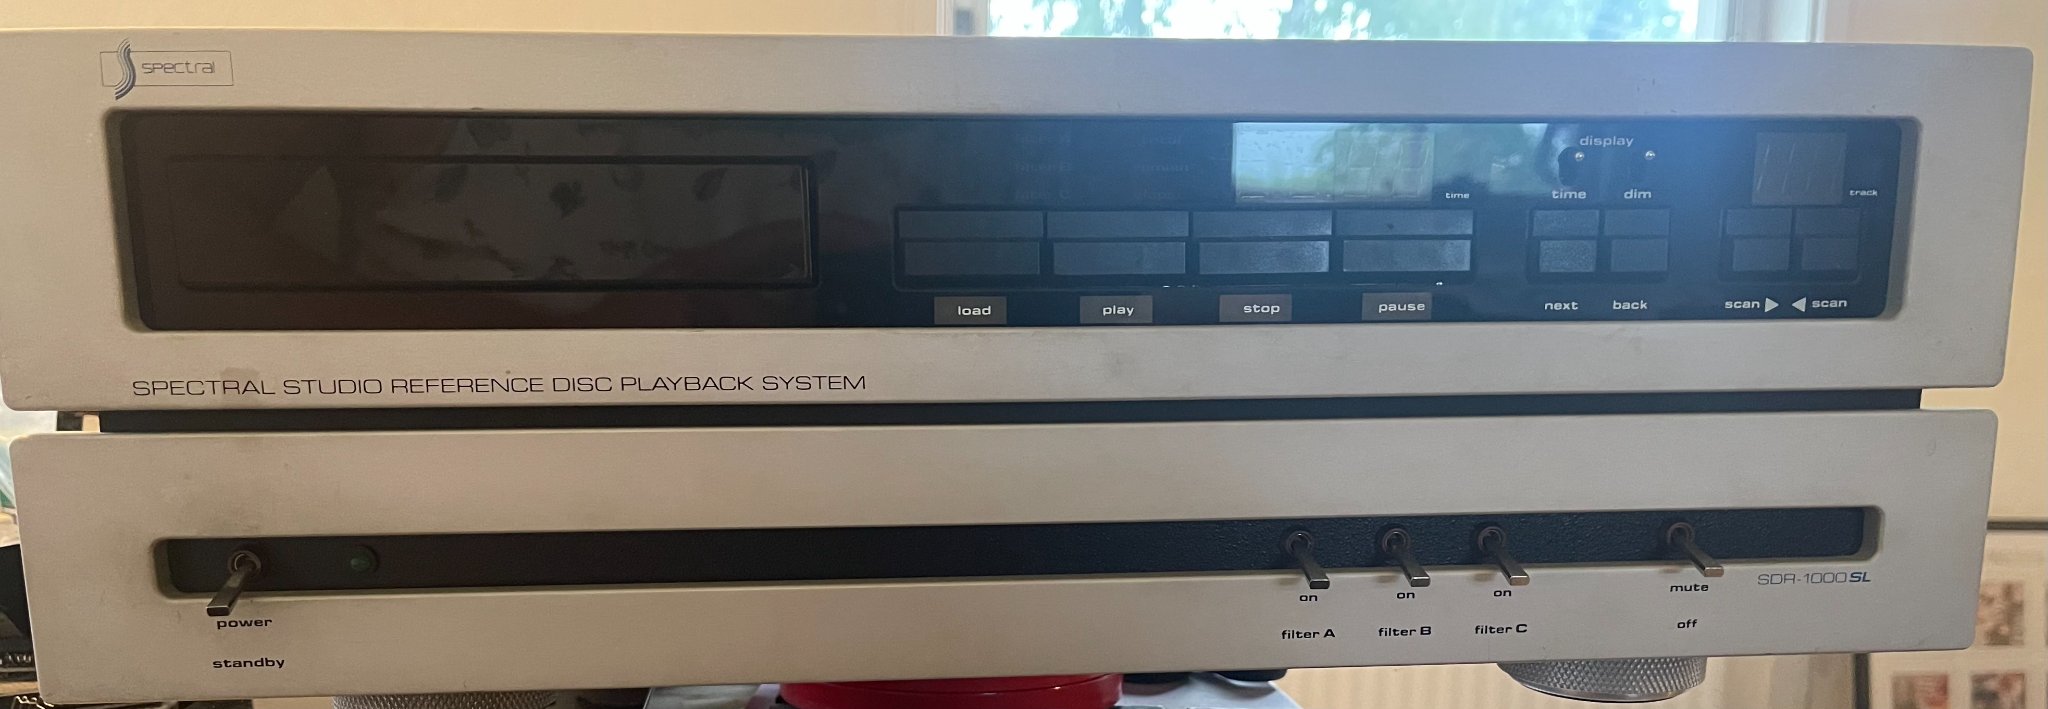 spectral
display
time
time dim
track
load play stop pause next back scan scan
SPECTRAL STUDIO REFERENCE DISC PLAYBACK SYSTEM
SDR-1000SL
on on on mute
power filter A filter B filter C off
standby